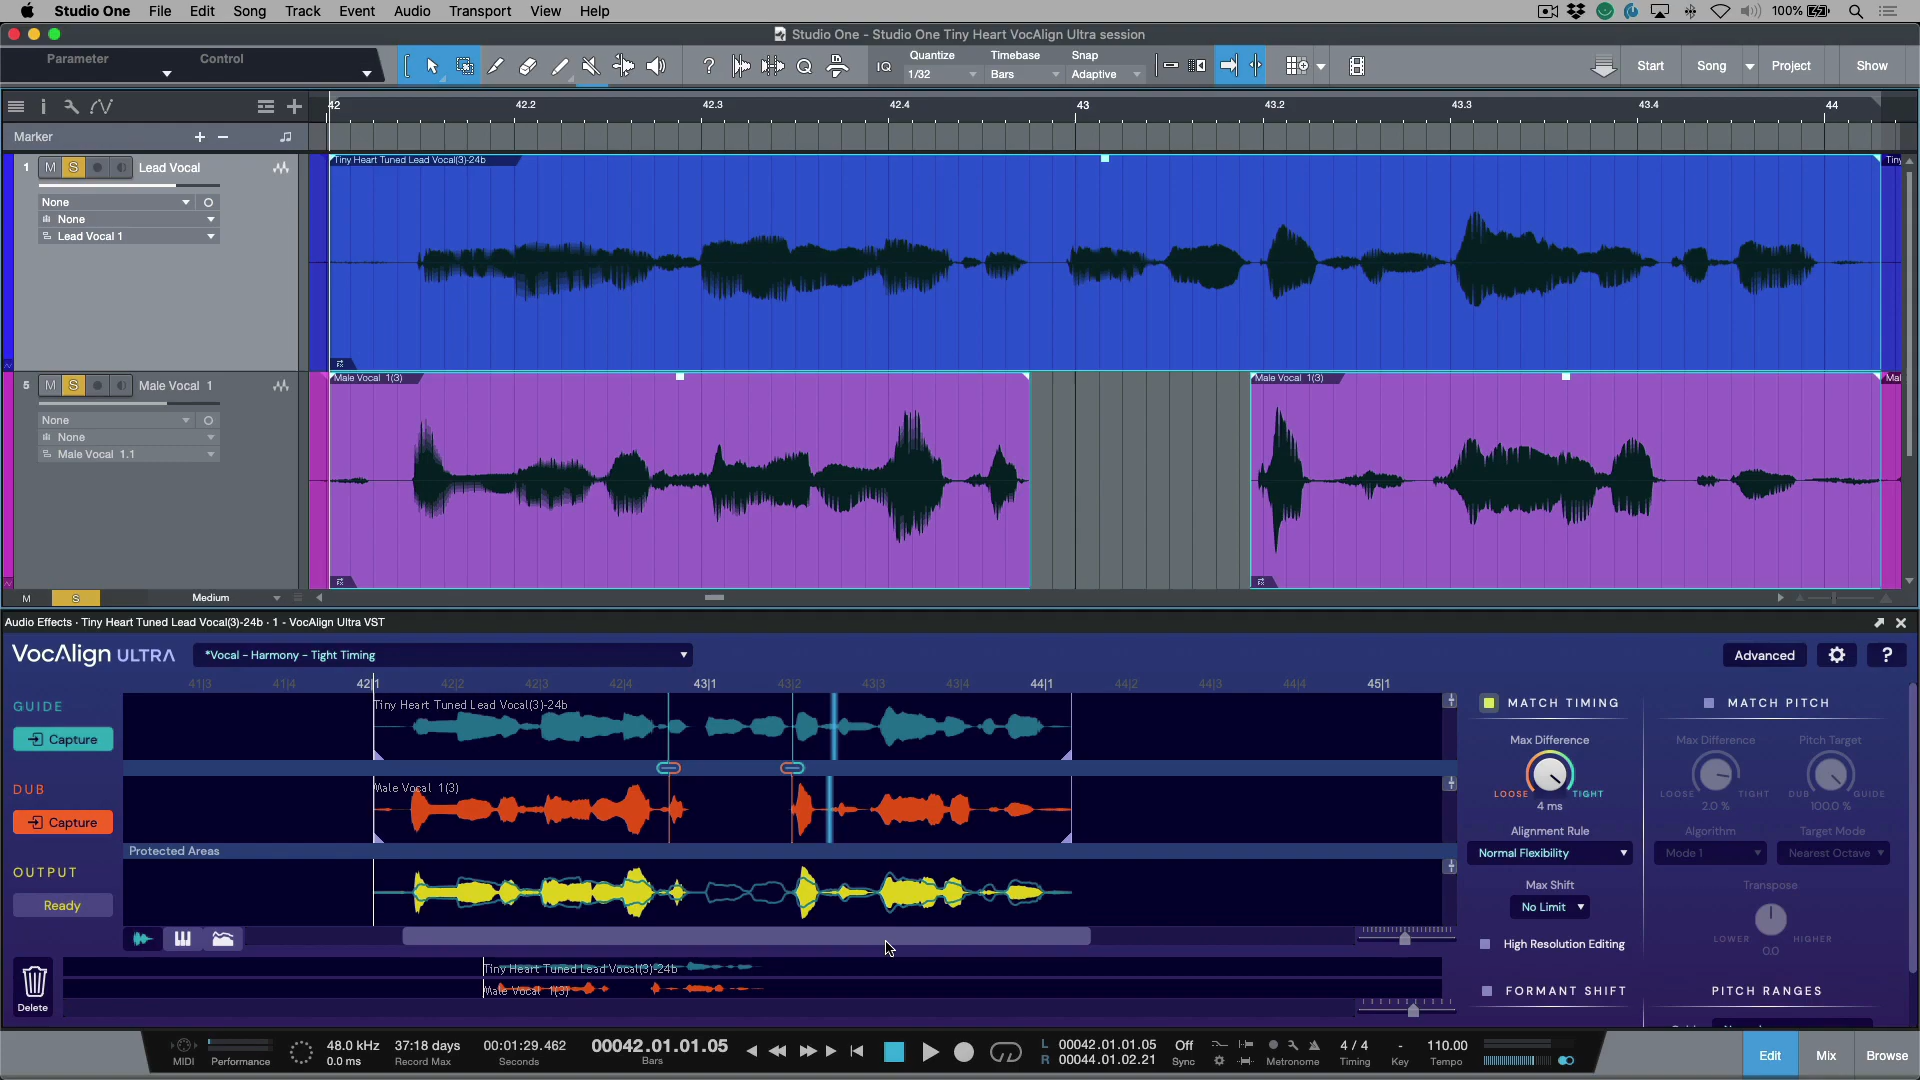 Studio One File Edit Song Track Event Audio Transport View Help 100%
Studio One - Studio One Tiny Heart VocAlign Ultra session
Parameter Control
Quantize Timebase Snap
IQ 1/32 Bars Adaptive
Start Song Project Show
42 42.2 42.3 42.4 43 43.2 43.3 43.4 44
Marker
1 M S Lead Vocal
None
None
Lead Vocal 1
Tiny Heart Tuned Lead Vocal(3)-24b
Tiny
5 M S Male Vocal 1
None
None
Male Vocal 1.1
Male Vocal 1(3)
Male Vocal 1(3)
Mal
M S Medium
Audio Effects · Tiny Heart Tuned Lead Vocal(3)-24b · 1 - VocAlign Ultra VST
VocAlign ULTRA
*Vocal - Harmony - Tight Timing
Advanced
?
41|3 41|4 42|1 42|2 42|3 42|4 43|1 43|2 43|3 43|4 44|1 44|2 44|3 44|4 45|1
GUIDE
Capture
Tiny Heart Tuned Lead Vocal(3)-24b
DUB
Capture
Male Vocal 1(3)
Protected Areas
OUTPUT
Ready
Delete
Tiny Heart Tuned Lead Vocal(3)-24b
Male Vocal 1(3)
MATCH TIMING
Max Difference
LOOSE TIGHT
4 ms
Alignment Rule
Normal Flexibility
Max Shift
No Limit
High Resolution Editing
FORMANT SHIFT
MATCH PITCH
Max Difference Pitch Target
LOOSE TIGHT DUB GUIDE
2.0 % 100.0 %
Algorithm Target Mode
Mode 1 Nearest Octave
Transpose
LOWER HIGHER
0.0
PITCH RANGES
MIDI Performance
48.0 kHz
0.0 ms
37:18 days
Record Max
00:01:29.462
Seconds
00042.01.01.05
Bars
L 00042.01.01.05
R 00044.01.02.21
Off
Sync
Metronome
4 / 4
Timing
-
Key
110.00
Tempo
Edit Mix Browse